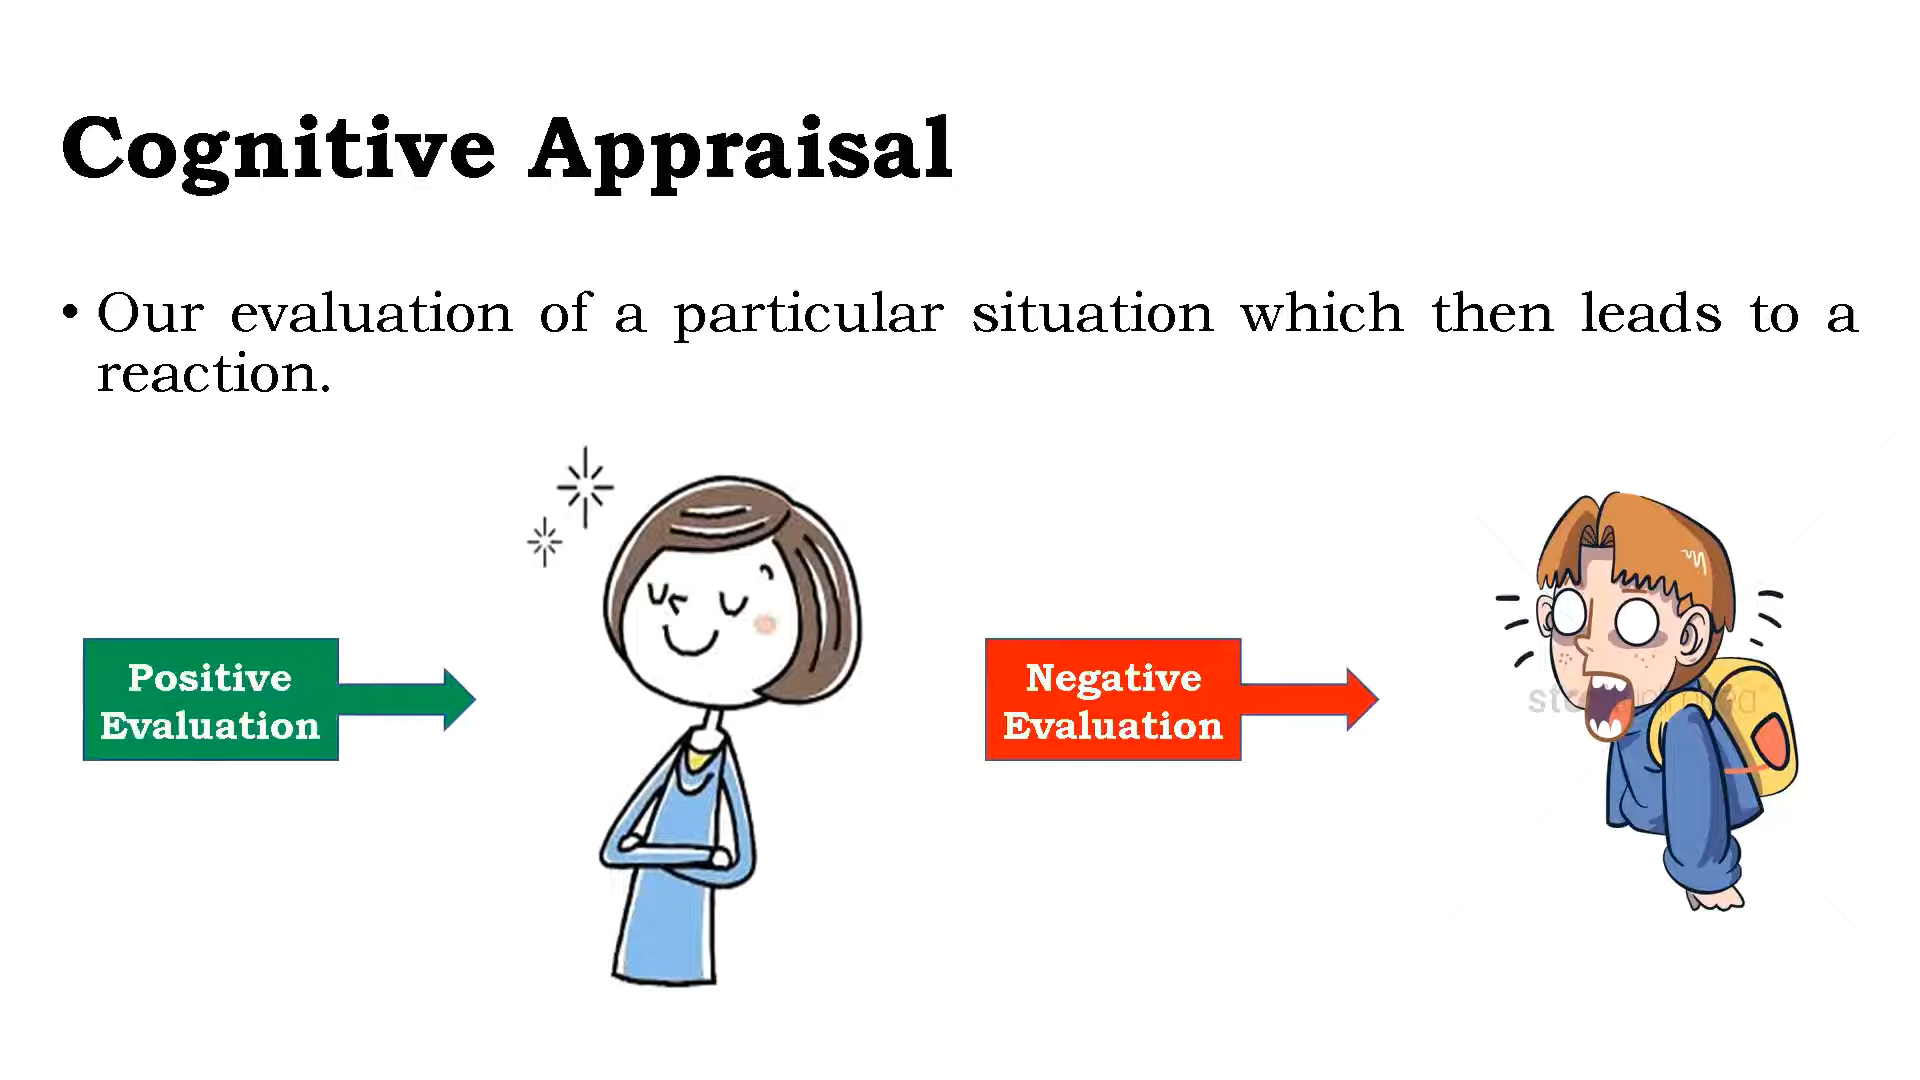 Cognitive Appraisal
• Our evaluation of a particular situation which then leads to a
reaction.
Positive
Evaluation
Negative
Evaluation